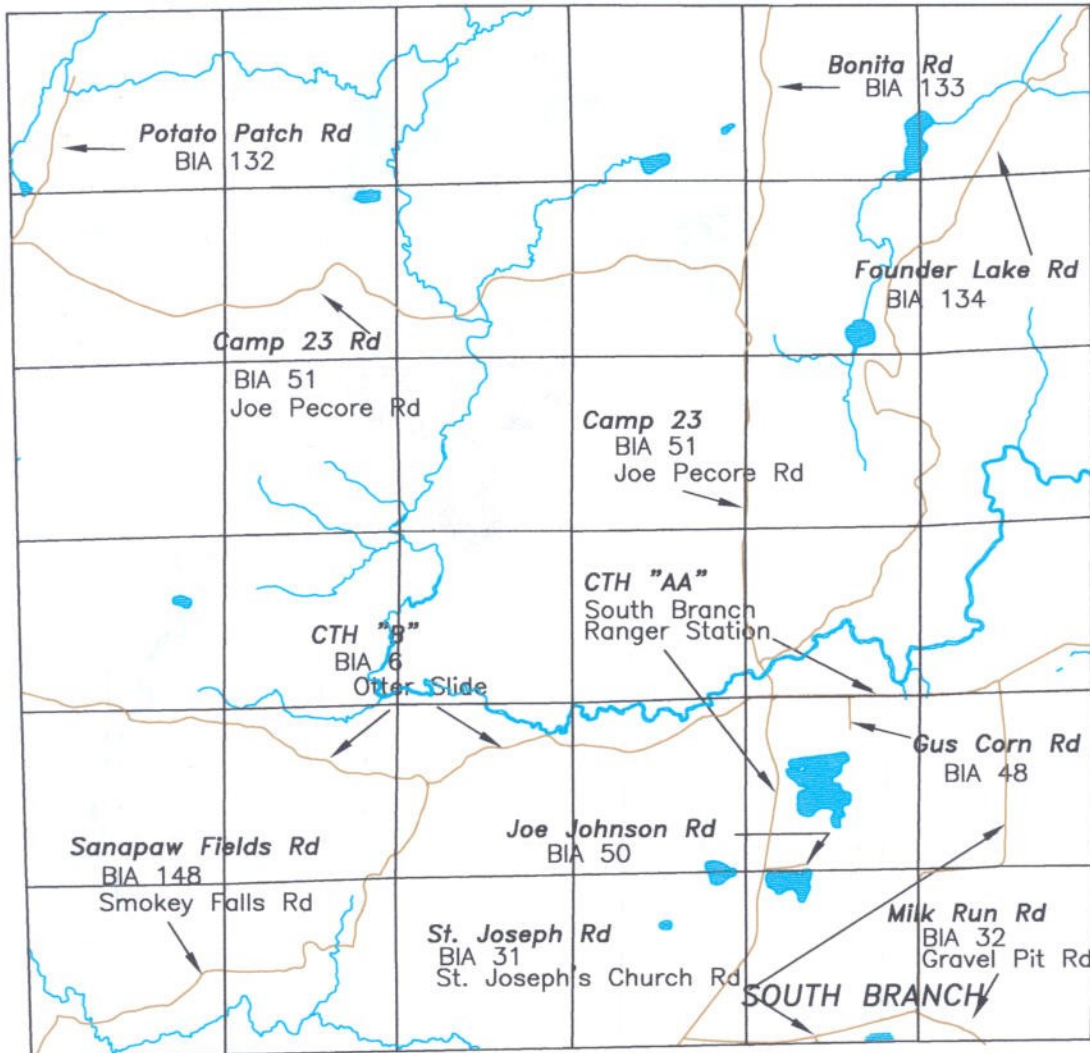 Bonita Rd
BIA 133
Potato Patch Rd
BIA 132
Founder Lake Rd
BIA 134
Camp 23 Rd
BIA 51
Joe Pecore Rd
Camp 23
BIA 51
Joe Pecore Rd
CTH "AA"
South Branch
Ranger Station
CTH "B"
BIA 6
Otter Slide
Gus Corn Rd
BIA 48
Joe Johnson Rd
BIA 50
Sanapaw Fields Rd
BIA 148
Smokey Falls Rd
St. Joseph Rd
BIA 31
St. Joseph's Church Rd
Milk Run Rd
BIA 32
Gravel Pit Rd
SOUTH BRANCH